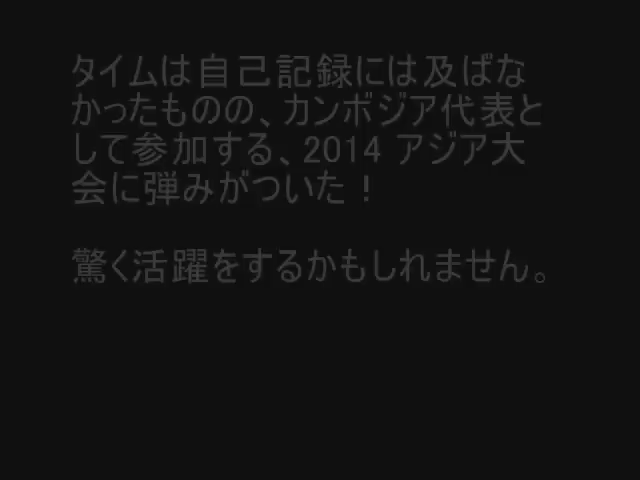 タイムは自己記録には及ばな
かったものの、カンボジア代表と
して参加する、2014 アジア大
会に弾みがついた！
驚く活躍をするかもしれません。